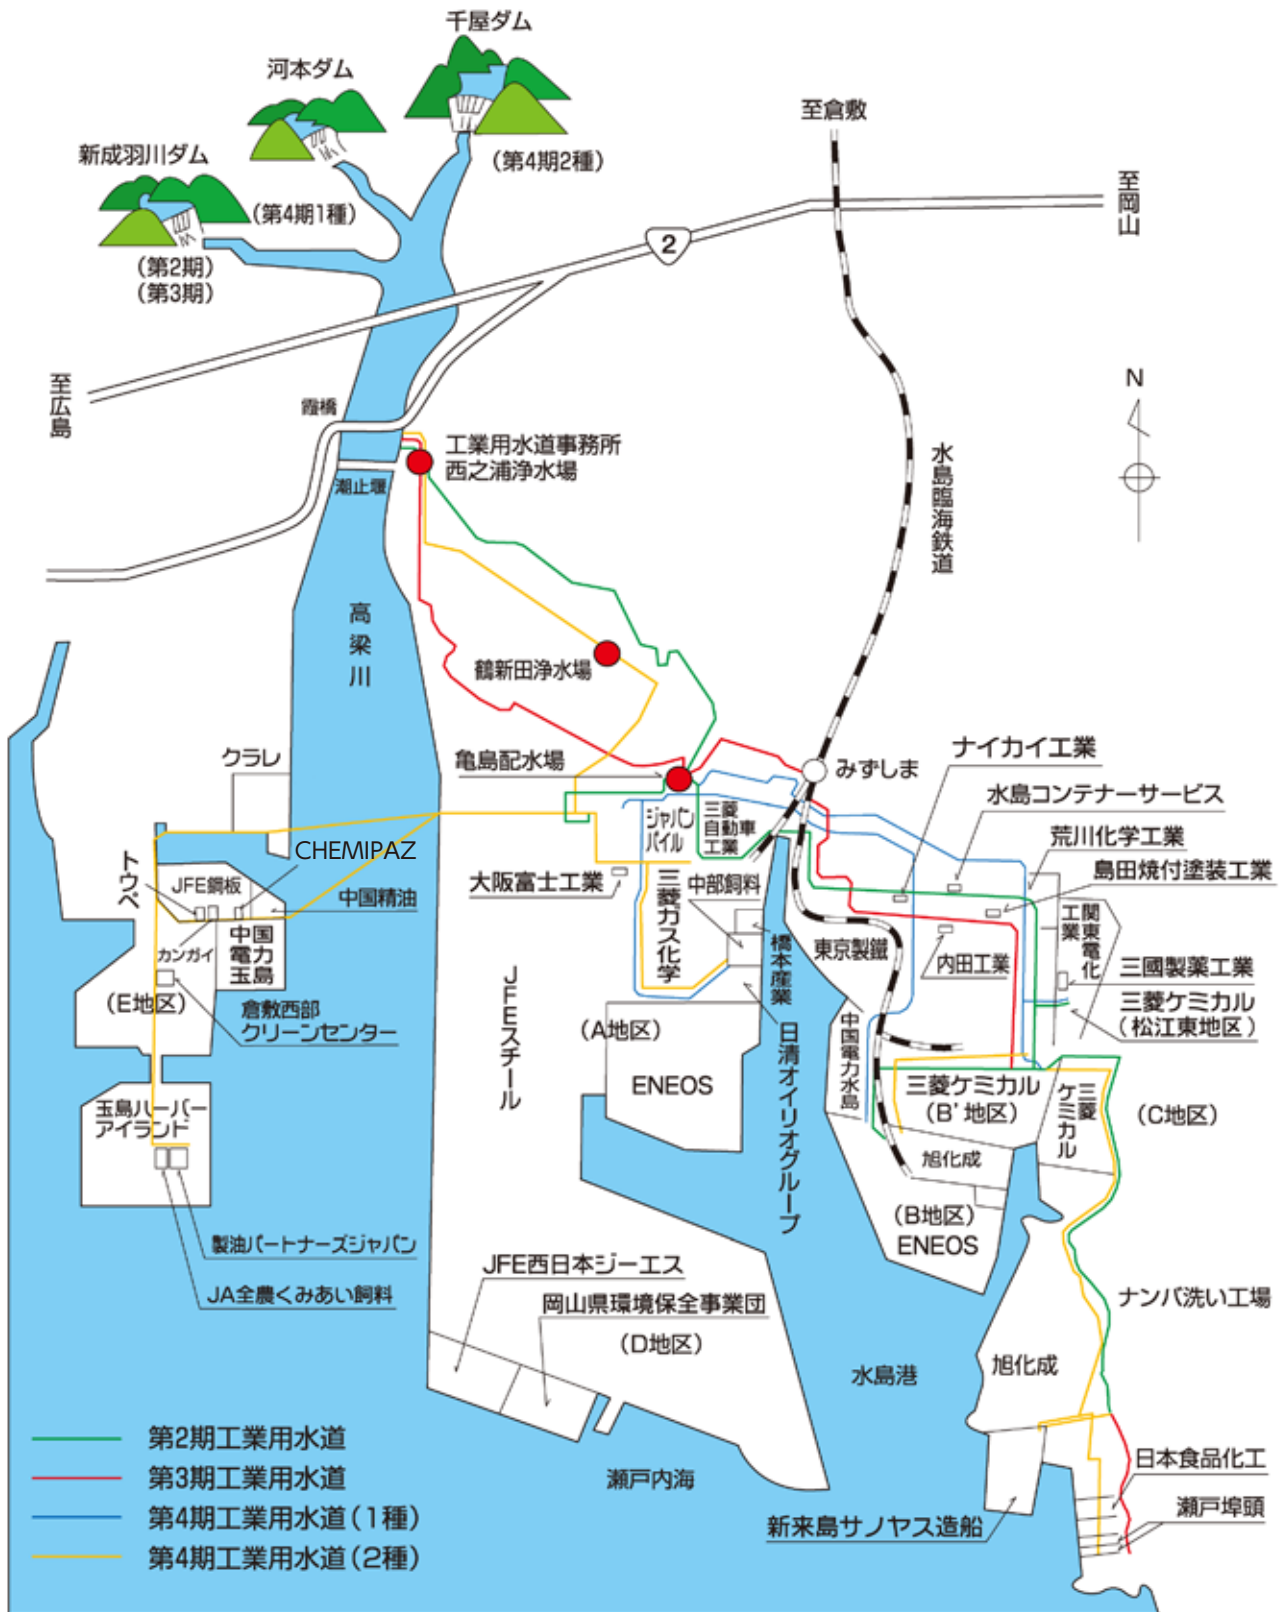 千屋ダム
河本ダム
新成羽川ダム
(第4期2種)
(第4期1種)
(第2期)
(第3期)
至倉敷
至岡山
2
至広島
霞橋
潮止堰
工業用水道事務所
西之浦浄水場
N
水島臨海鉄道
高梁川
鶴新田浄水場
クラレ
亀島配水場
みずしま
ナイカイ工業
水島コンテナーサービス
荒川化学工業
島田焼付塗装工業
ジャパン
パイル
三菱
自動車
工業
CHEMIPAZ
トウペ
JFE鋼板
中国精油
大阪富士工業
三菱ガス化学
中部飼料
橋本産業
東京製鐵
内田工業
関東電化
工業
三國製薬工業
三菱ケミカル
(松江東地区)
カンガイ
中国
電力
玉島
(E地区)
倉敷西部
クリーンセンター
JFEスチール
(A地区)
ENEOS
日清オイリオグループ
中国電力水島
三菱ケミカル
(B'地区)
三菱
ケミカル
(C地区)
玉島ハーバー
アイランド
旭化成
(B地区)
ENEOS
製油パートナーズジャパン
JA全農くみあい飼料
JFE西日本ジーエス
岡山県環境保全事業団
(D地区)
ナンバ洗い工場
水島港
旭化成
第2期工業用水道
第3期工業用水道
第4期工業用水道(1種)
第4期工業用水道(2種)
瀬戸内海
日本食品化工
瀬戸埠頭
新来島サノヤス造船